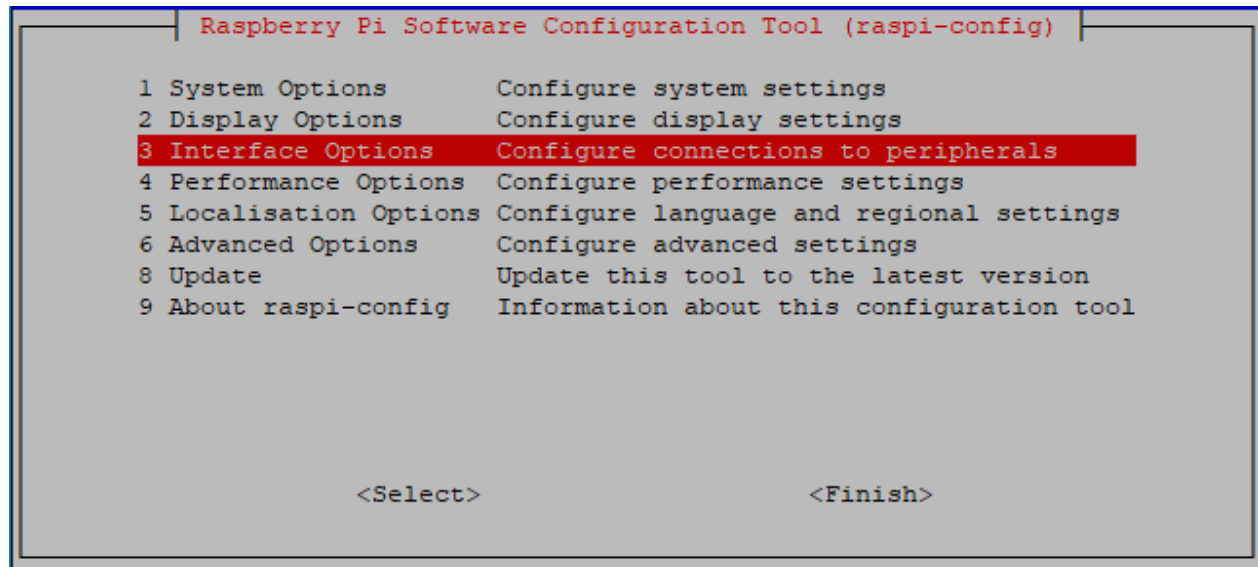 Raspberry Pi Software Configuration Tool (raspi-config)
1 System Options Configure system settings
2 Display Options Configure display settings
3 Interface Options Configure connections to peripherals
4 Performance Options Configure performance settings
5 Localisation Options Configure language and regional settings
6 Advanced Options Configure advanced settings
8 Update Update this tool to the latest version
9 About raspi-config Information about this configuration tool
<Select> <Finish>